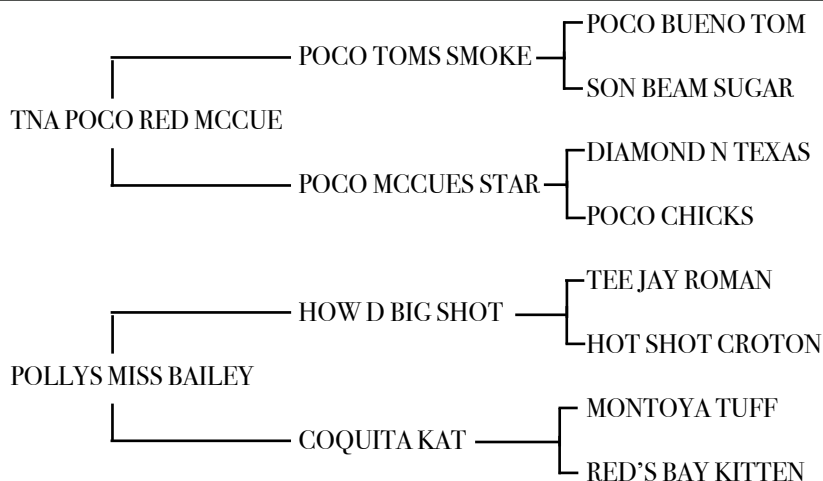 POCO BUENO TOM
POCO TOMS SMOKE
SON BEAM SUGAR
TNA POCO RED MCCUE
DIAMOND N TEXAS
POCO MCCUES STAR
POCO CHICKS
TEE JAY ROMAN
HOW D BIG SHOT
HOT SHOT CROTON
POLLYS MISS BAILEY
MONTOYA TUFF
COQUITA KAT
RED'S BAY KITTEN